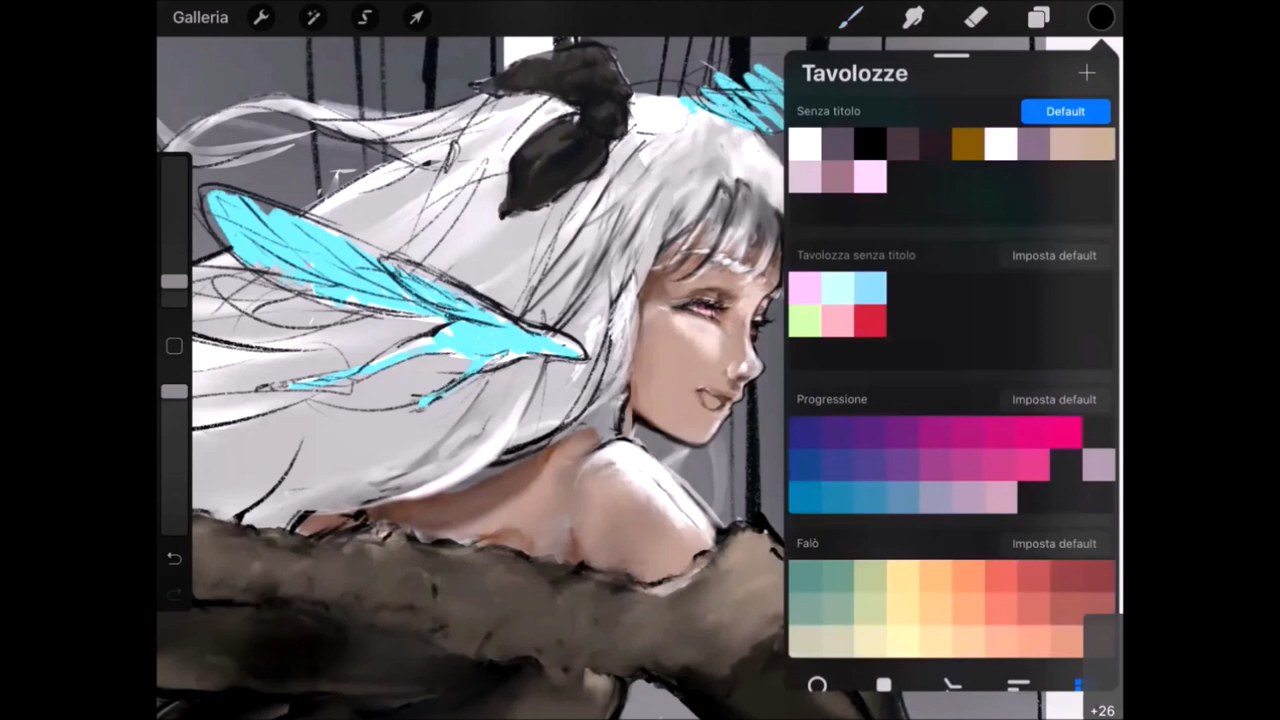 Galleria
Tavolozze
Senza titolo
Default
Tavolozza senza titolo
Imposta default
Progressione
Imposta default
Falò
Imposta default
+26